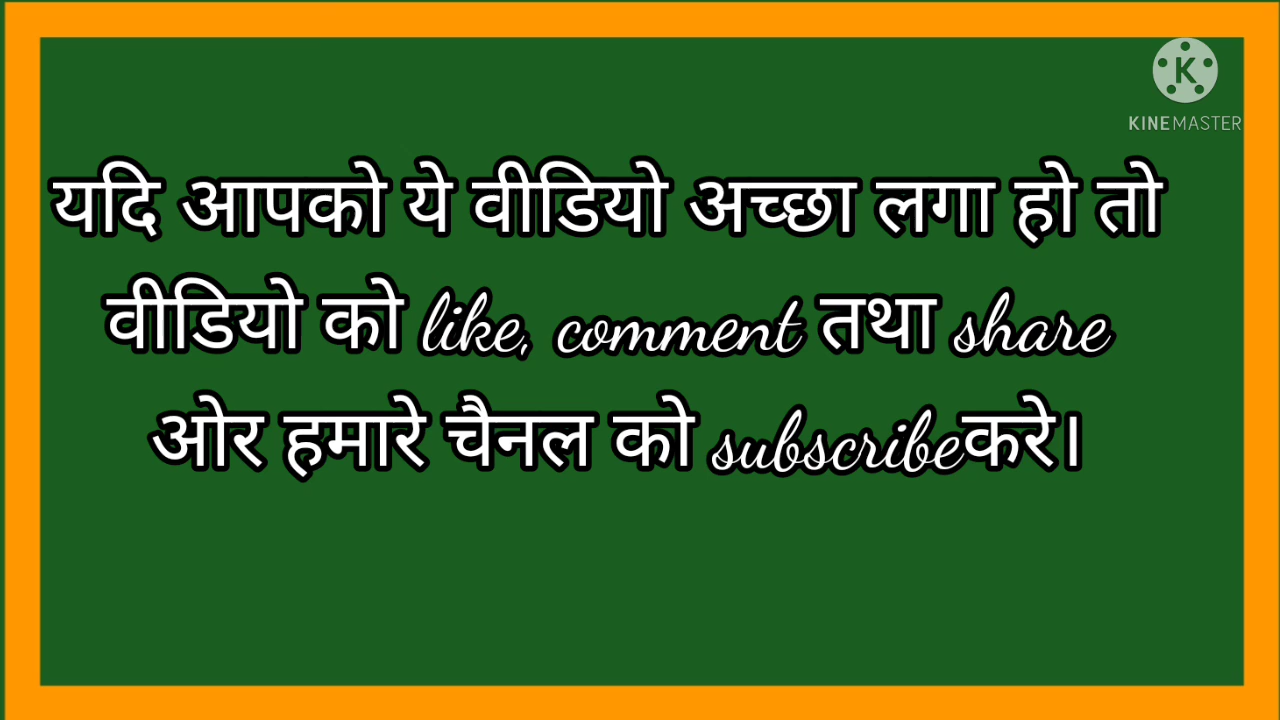 K
KINEMASTER
यदि आपको ये वीडियो अच्छा लगा हो तो
वीडियो को like, comment तथा share
ओर हमारे चैनल को subscribeकरे।